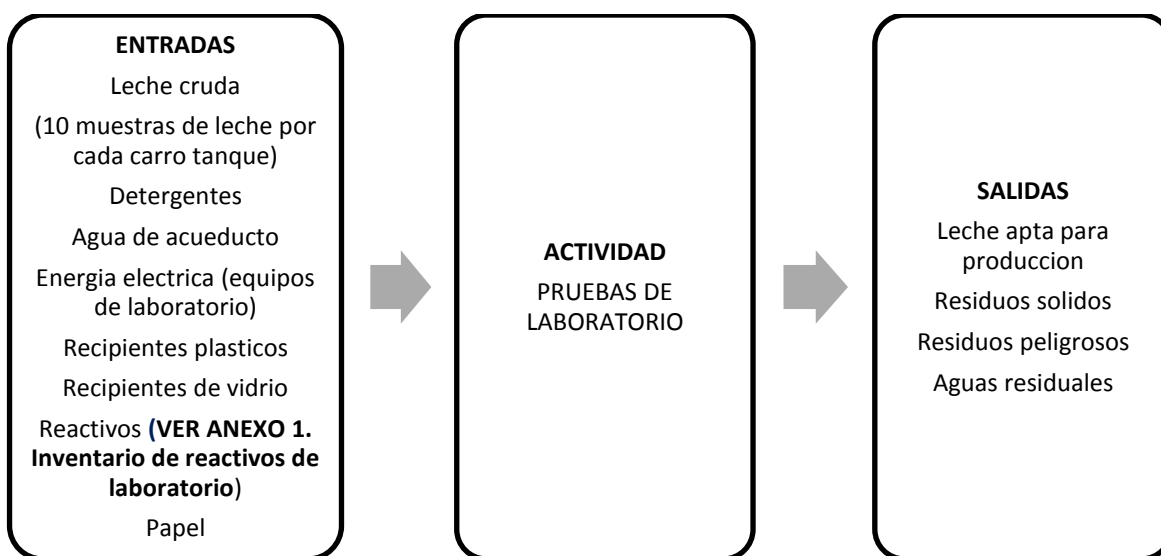 ENTRADAS
Leche cruda
(10 muestras de leche por
cada carro tanque)
Detergentes
Agua de acueducto
Energia electrica (equipos
de laboratorio)
Recipientes plasticos
Recipientes de vidrio
Reactivos (VER ANEXO 1.
Inventario de reactivos de
laboratorio)
Papel
ACTIVIDAD
PRUEBAS DE
LABORATORIO
SALIDAS
Leche apta para
produccion
Residuos solidos
Residuos peligrosos
Aguas residuales